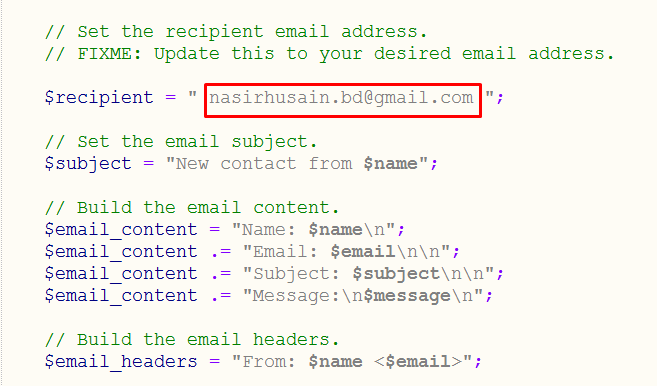 // Set the recipient email address.
// FIXME: Update this to your desired email address.
$recipient = " nasirhusain.bd@gmail.com ";
// Set the email subject.
$subject = "New contact from $name";
// Build the email content.
$email_content = "Name: $name\n";
$email_content .= "Email: $email\n\n";
$email_content .= "Subject: $subject\n\n";
$email_content .= "Message:\n$message\n";
// Build the email headers.
$email_headers = "From: $name <$email>";